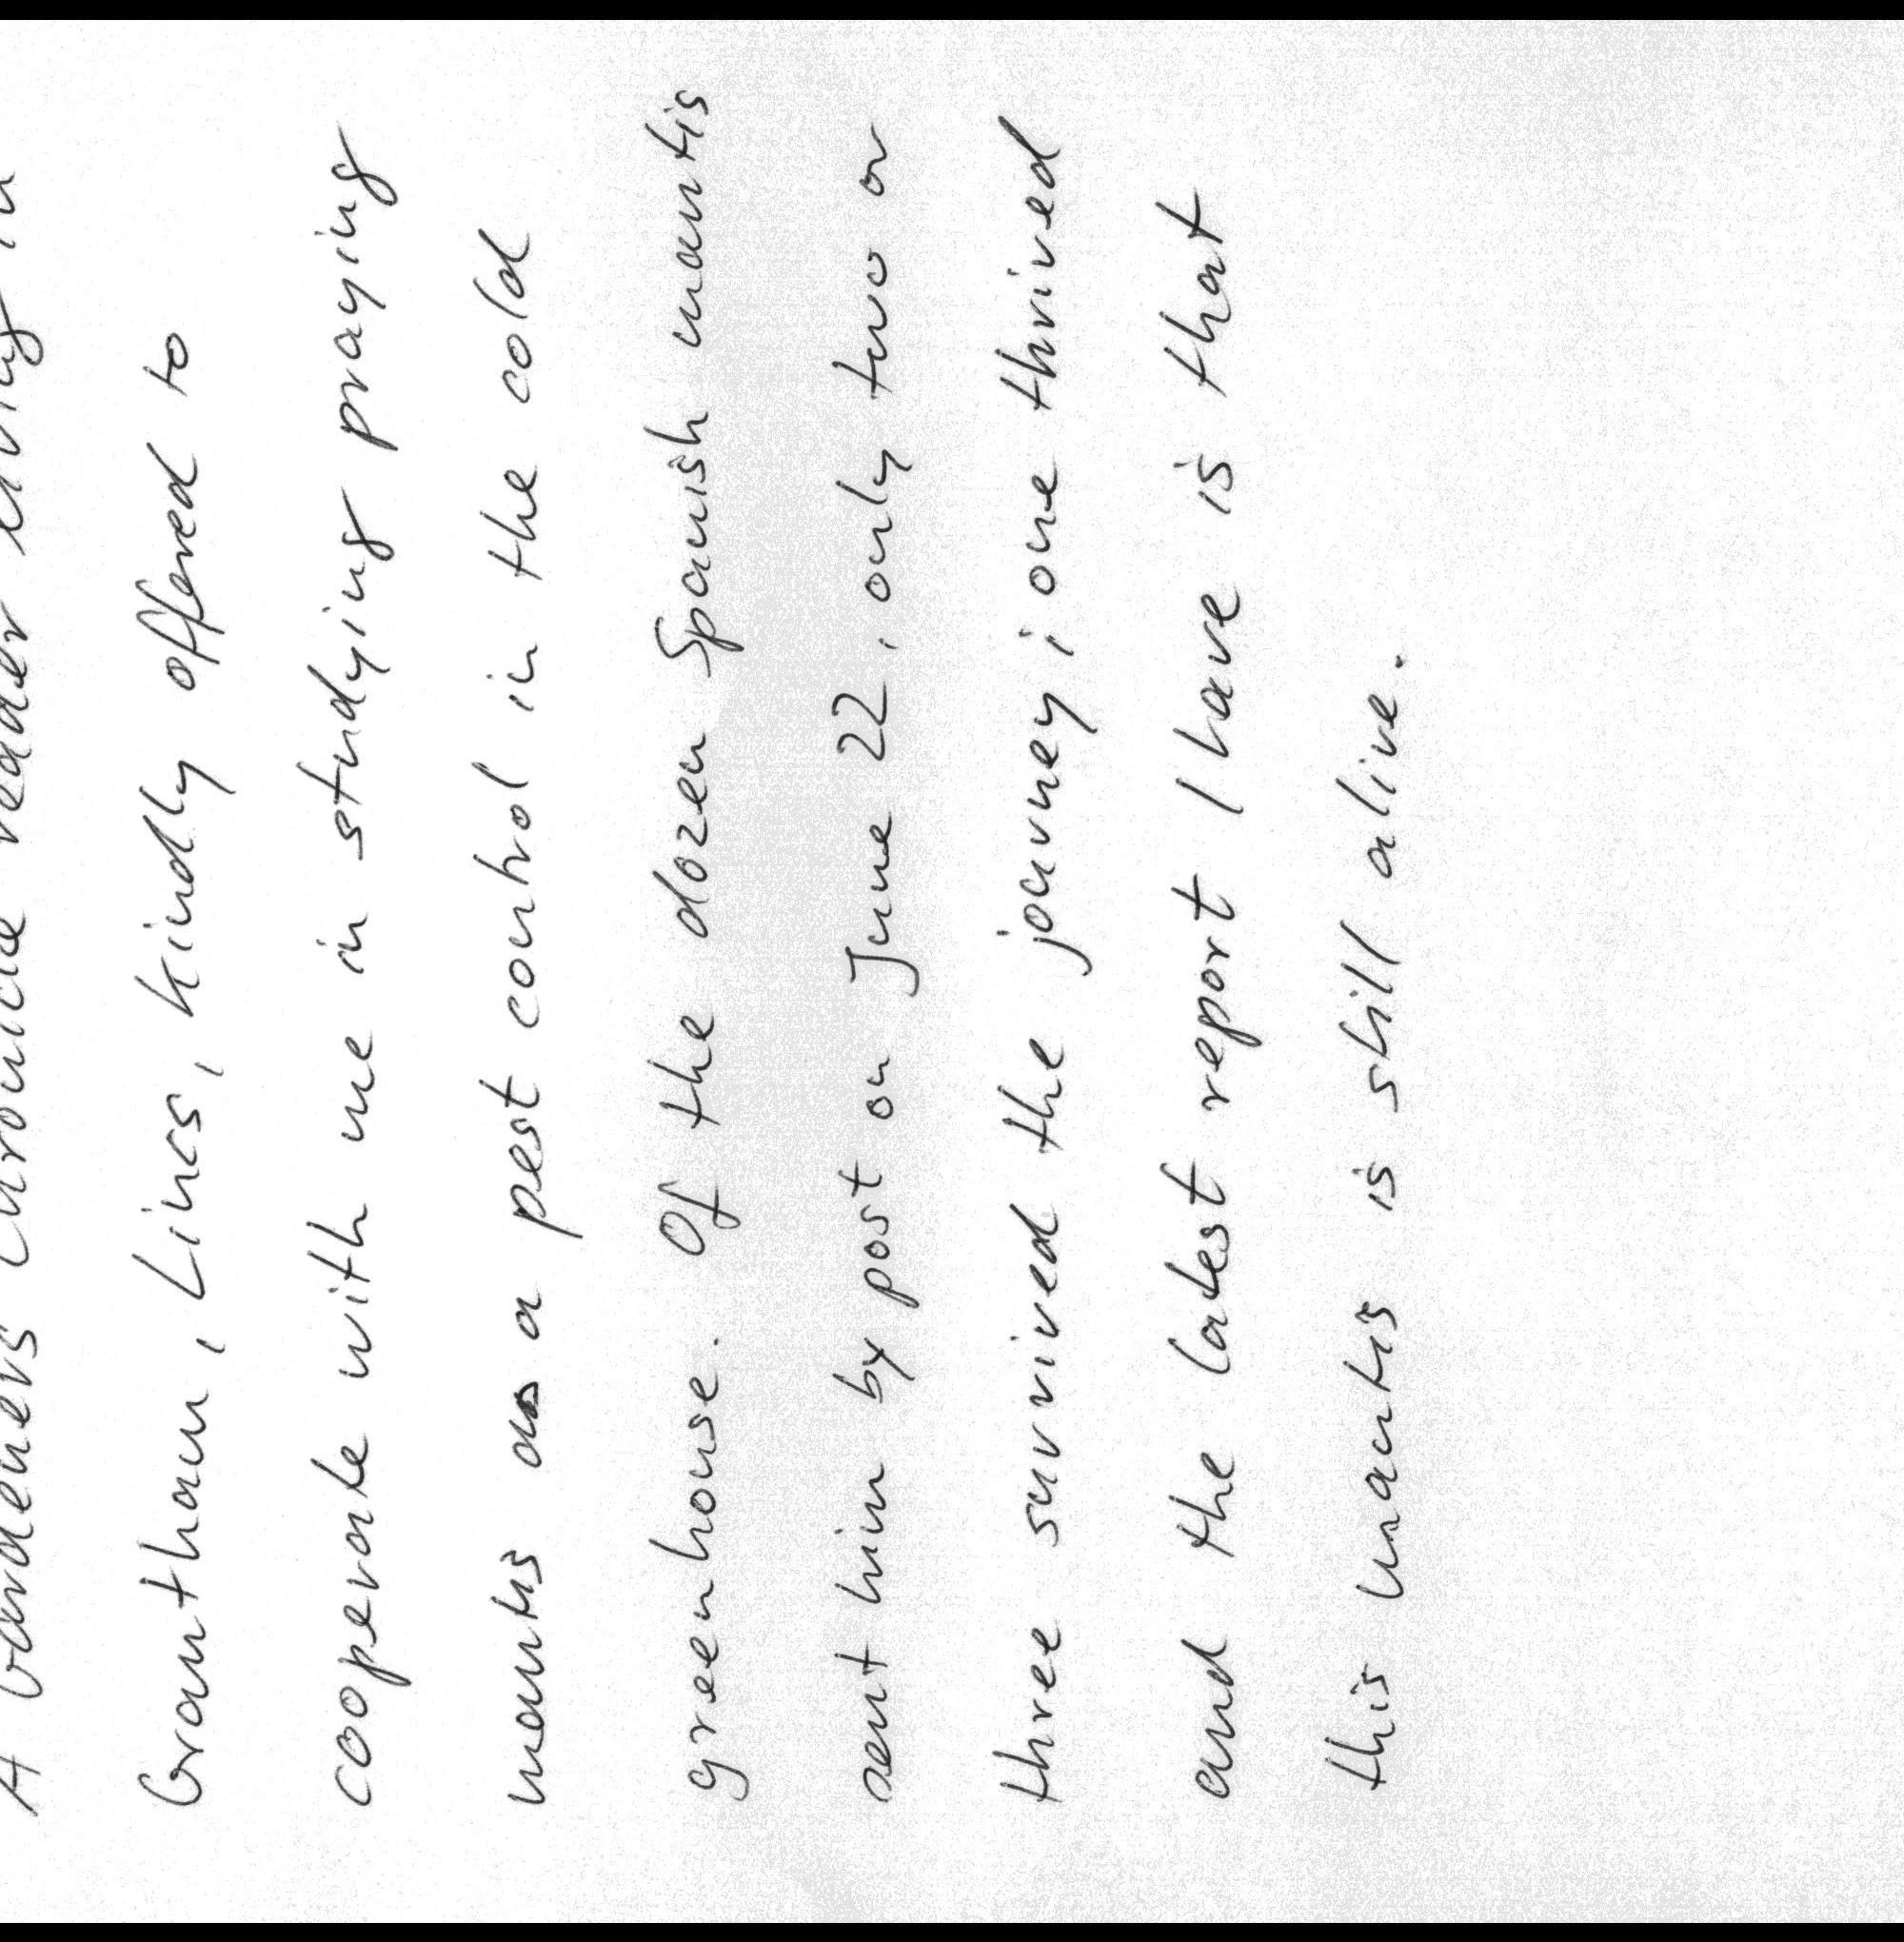 A Gardeners Chronicle reader living in
Grantham, Lincs, kindly offered to
cooperate with me in studying praying
mantis as a pest control in the cold
greenhouse. Of the dozen Spanish mantis
sent him by post on June 22, only two or
three survived the journey; one thrived
and the latest report I have is that
this mantis is still alive.